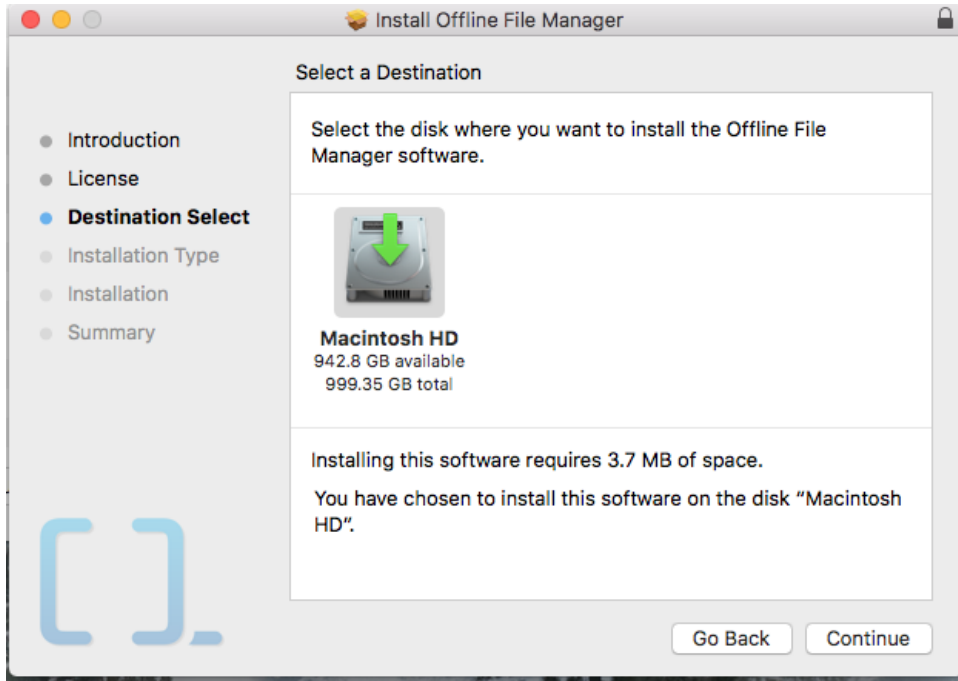 Install Offline File Manager
Select a Destination
Introduction
License
Destination Select
Installation Type
Installation
Summary
Select the disk where you want to install the Offline File
Manager software.
Macintosh HD
942.8 GB available
999.35 GB total
Installing this software requires 3.7 MB of space.
You have chosen to install this software on the disk “Macintosh
HD”.
Go Back
Continue